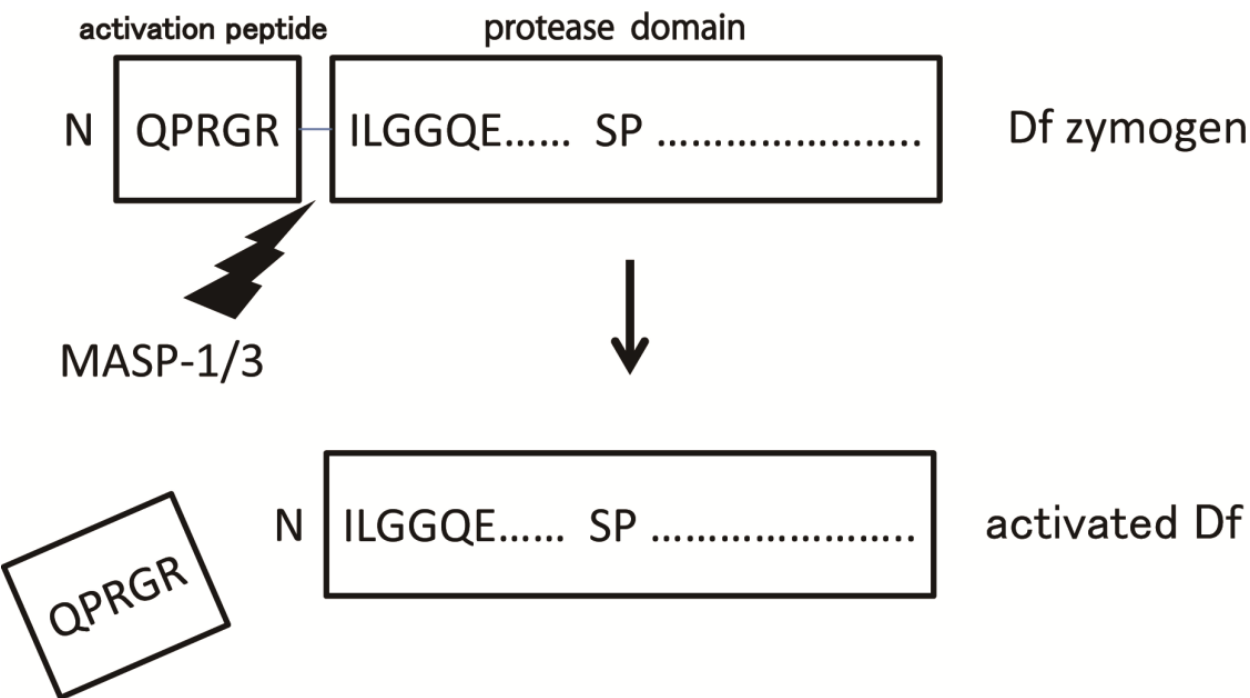 activation peptide protease domain
N QPRGR ILGGQE...... SP ........................ Df zymogen
MASP-1/3
N ILGGQE...... SP ........................ activated Df
QPRGR